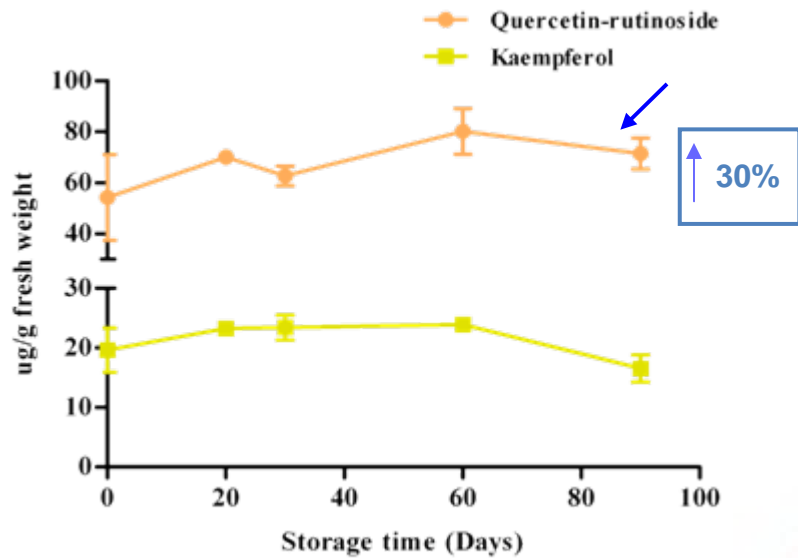 Quercetin-rutinoside
Kaempferol
100
80
60
40
30
20
10
0
ug/g fresh weight
30%
0 20 40 60 80 100
Storage time (Days)